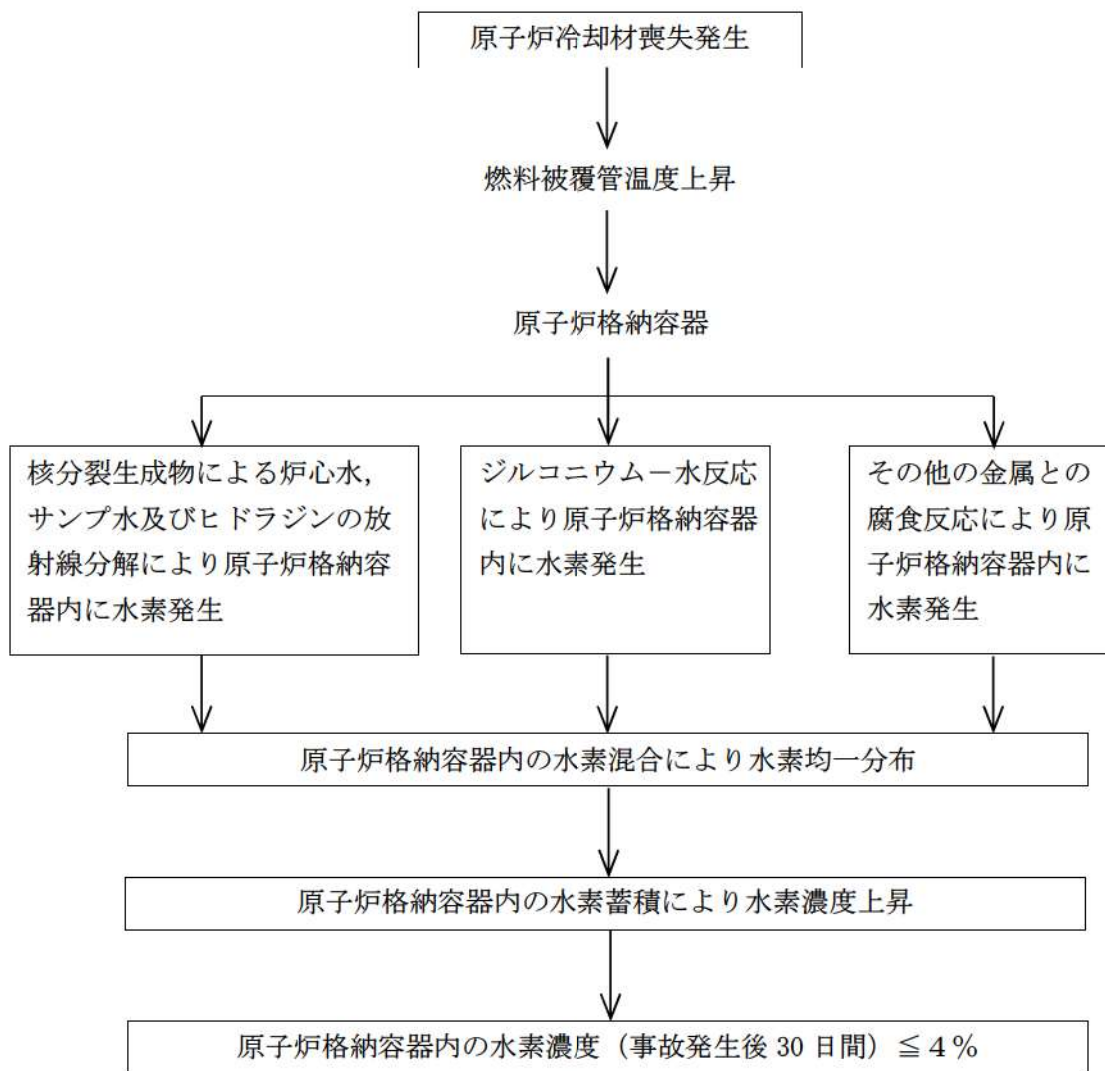 原子炉冷却材喪失発生
燃料被覆管温度上昇
原子炉格納容器
核分裂生成物による炉心水,
サンプ水及びヒドラジンの放
射線分解により原子炉格納容
器内に水素発生
ジルコニウム－水反応
により原子炉格納容器
内に水素発生
その他の金属との
腐食反応により原
子炉格納容器内に
水素発生
原子炉格納容器内の水素混合により水素均一分布
原子炉格納容器内の水素蓄積により水素濃度上昇
原子炉格納容器内の水素濃度（事故発生後 30 日間）≦４％